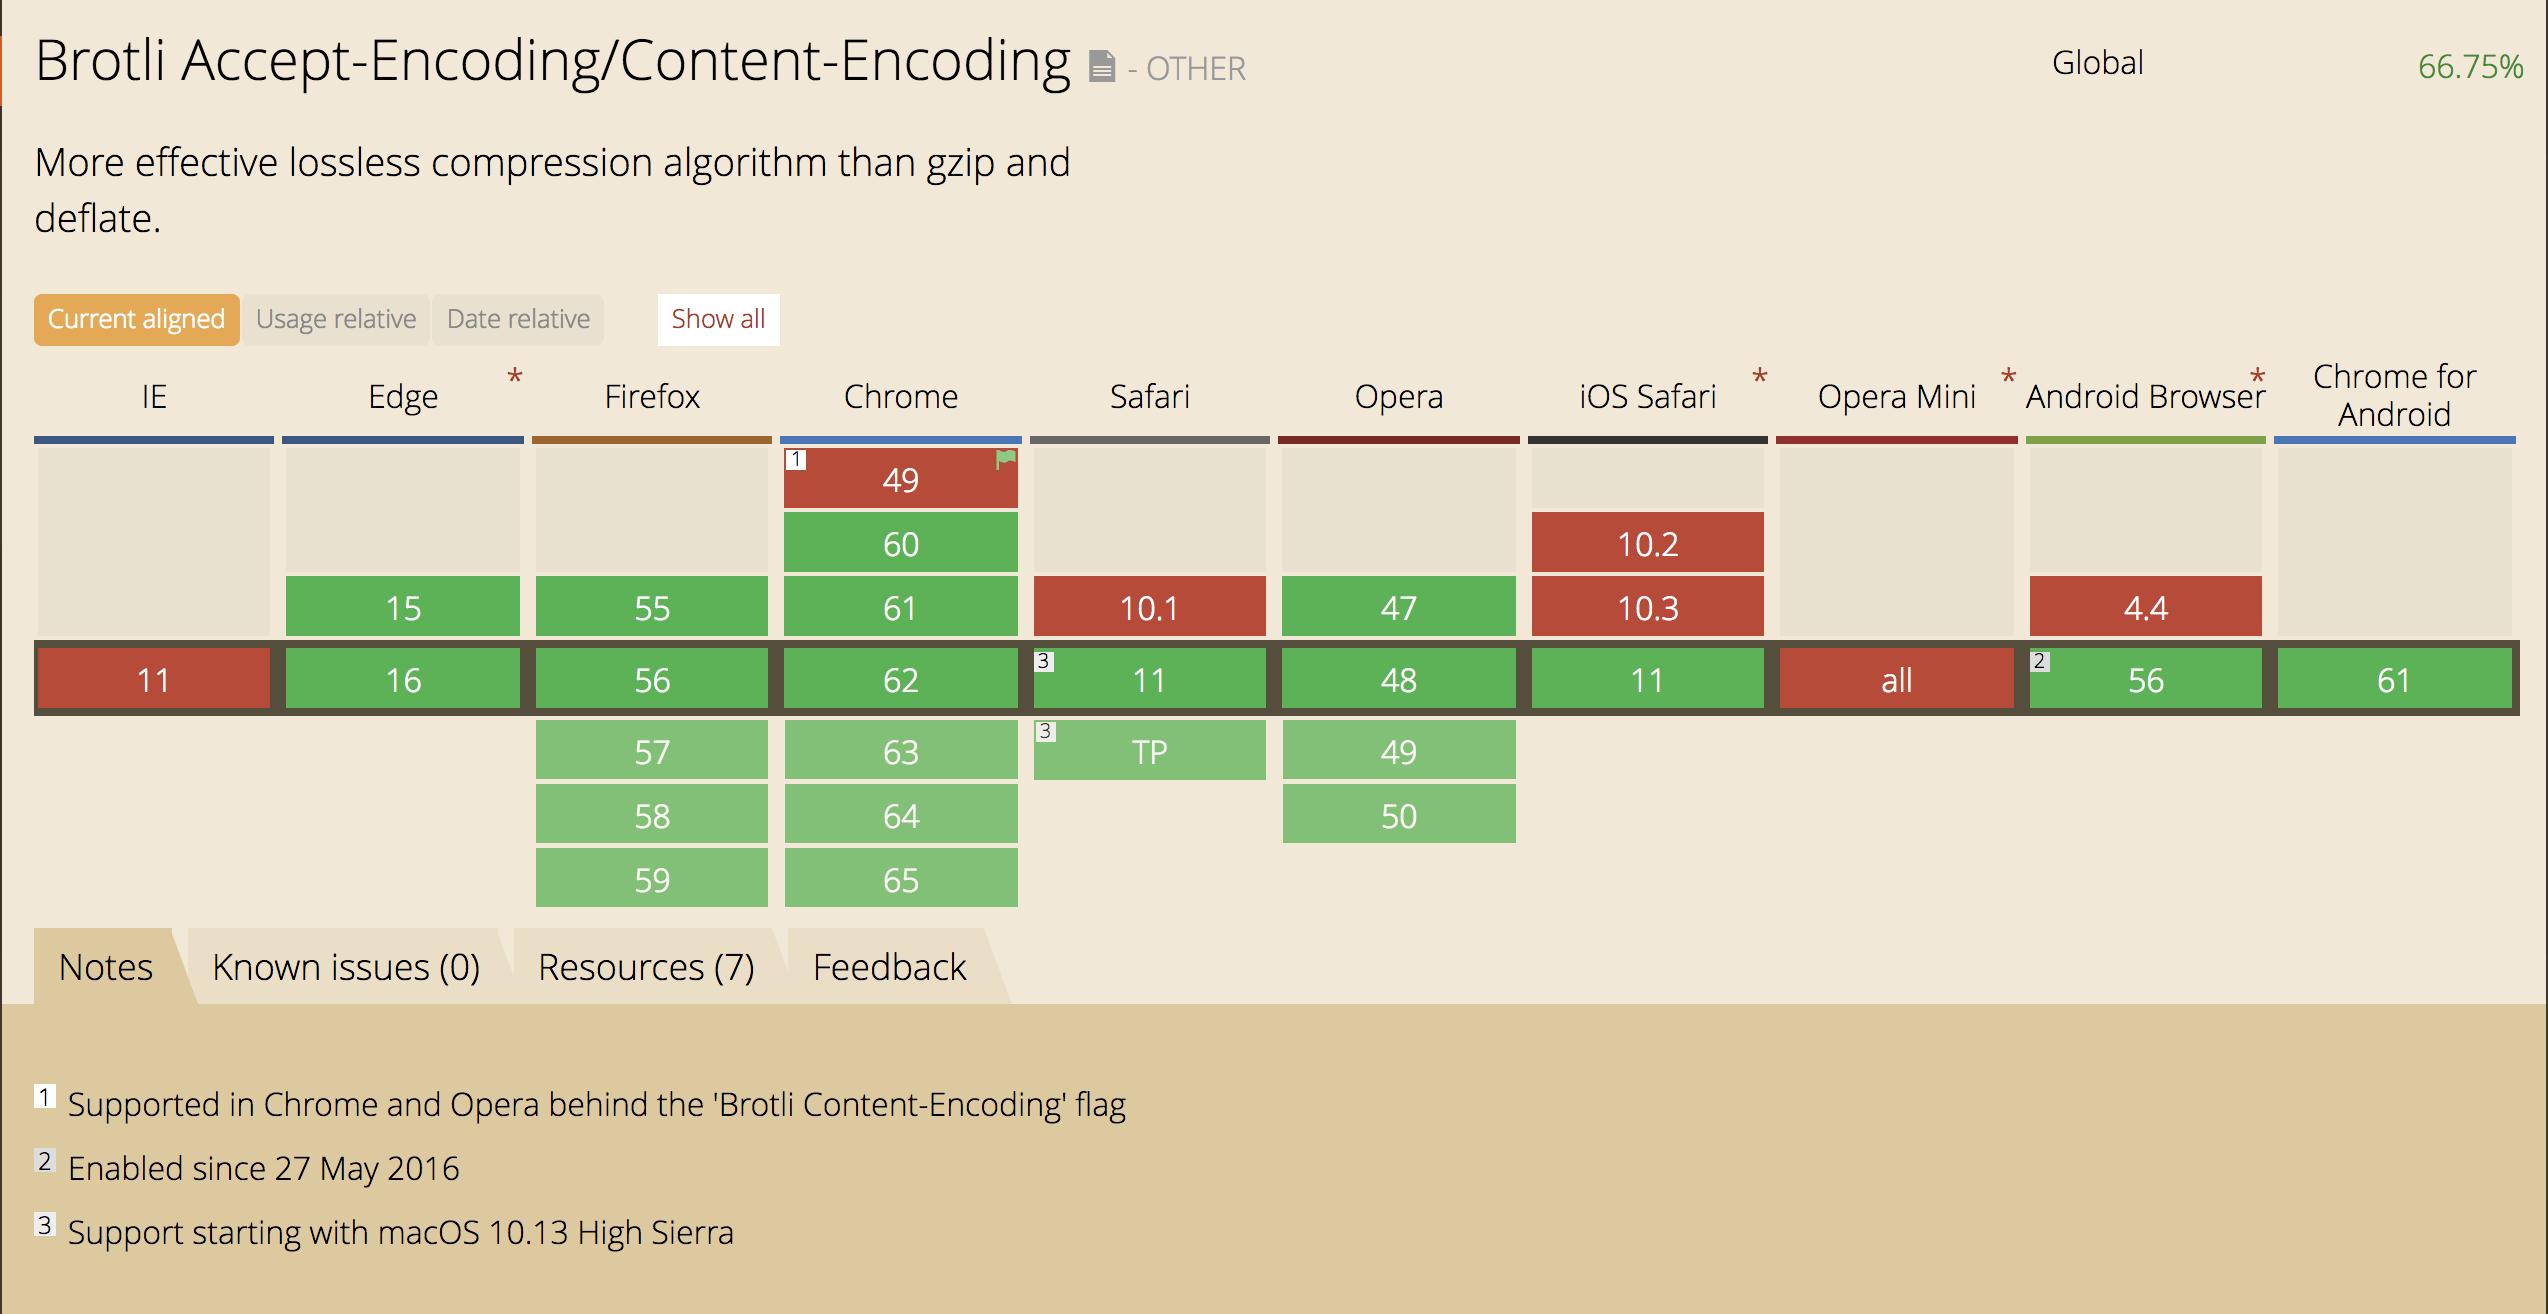 Brotli Accept-Encoding/Content-Encoding - OTHER
Global 66.75%
More effective lossless compression algorithm than gzip and
deflate.
Current aligned Usage relative Date relative Show all
IE Edge * Firefox Chrome Safari Opera iOS Safari * Opera Mini * Android Browser * Chrome for
Android
1 49
60 10.2
15 55 61 10.1 47 10.3 4.4
11 16 56 62 3 11 48 11 all 2 56 61
57 63 3 TP 49
58 64 50
59 65
Notes Known issues (0) Resources (7) Feedback
1 Supported in Chrome and Opera behind the 'Brotli Content-Encoding' flag
2 Enabled since 27 May 2016
3 Support starting with macOS 10.13 High Sierra